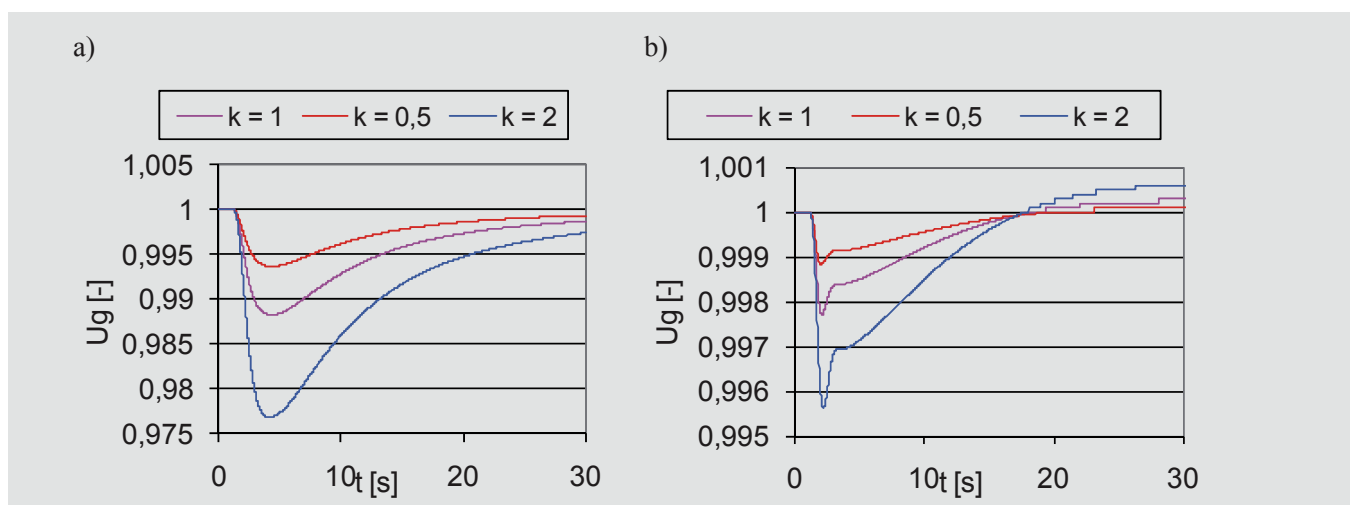 a)
k = 1 k = 0,5 k = 2
1,005
1
0,995
0,99
0,985
0,98
0,975
Ug [-]
0 10 20 30
t [s]
b)
k = 1 k = 0,5 k = 2
1,001
1
0,999
0,998
0,997
0,996
0,995
Ug [-]
0 10 20 30
t [s]